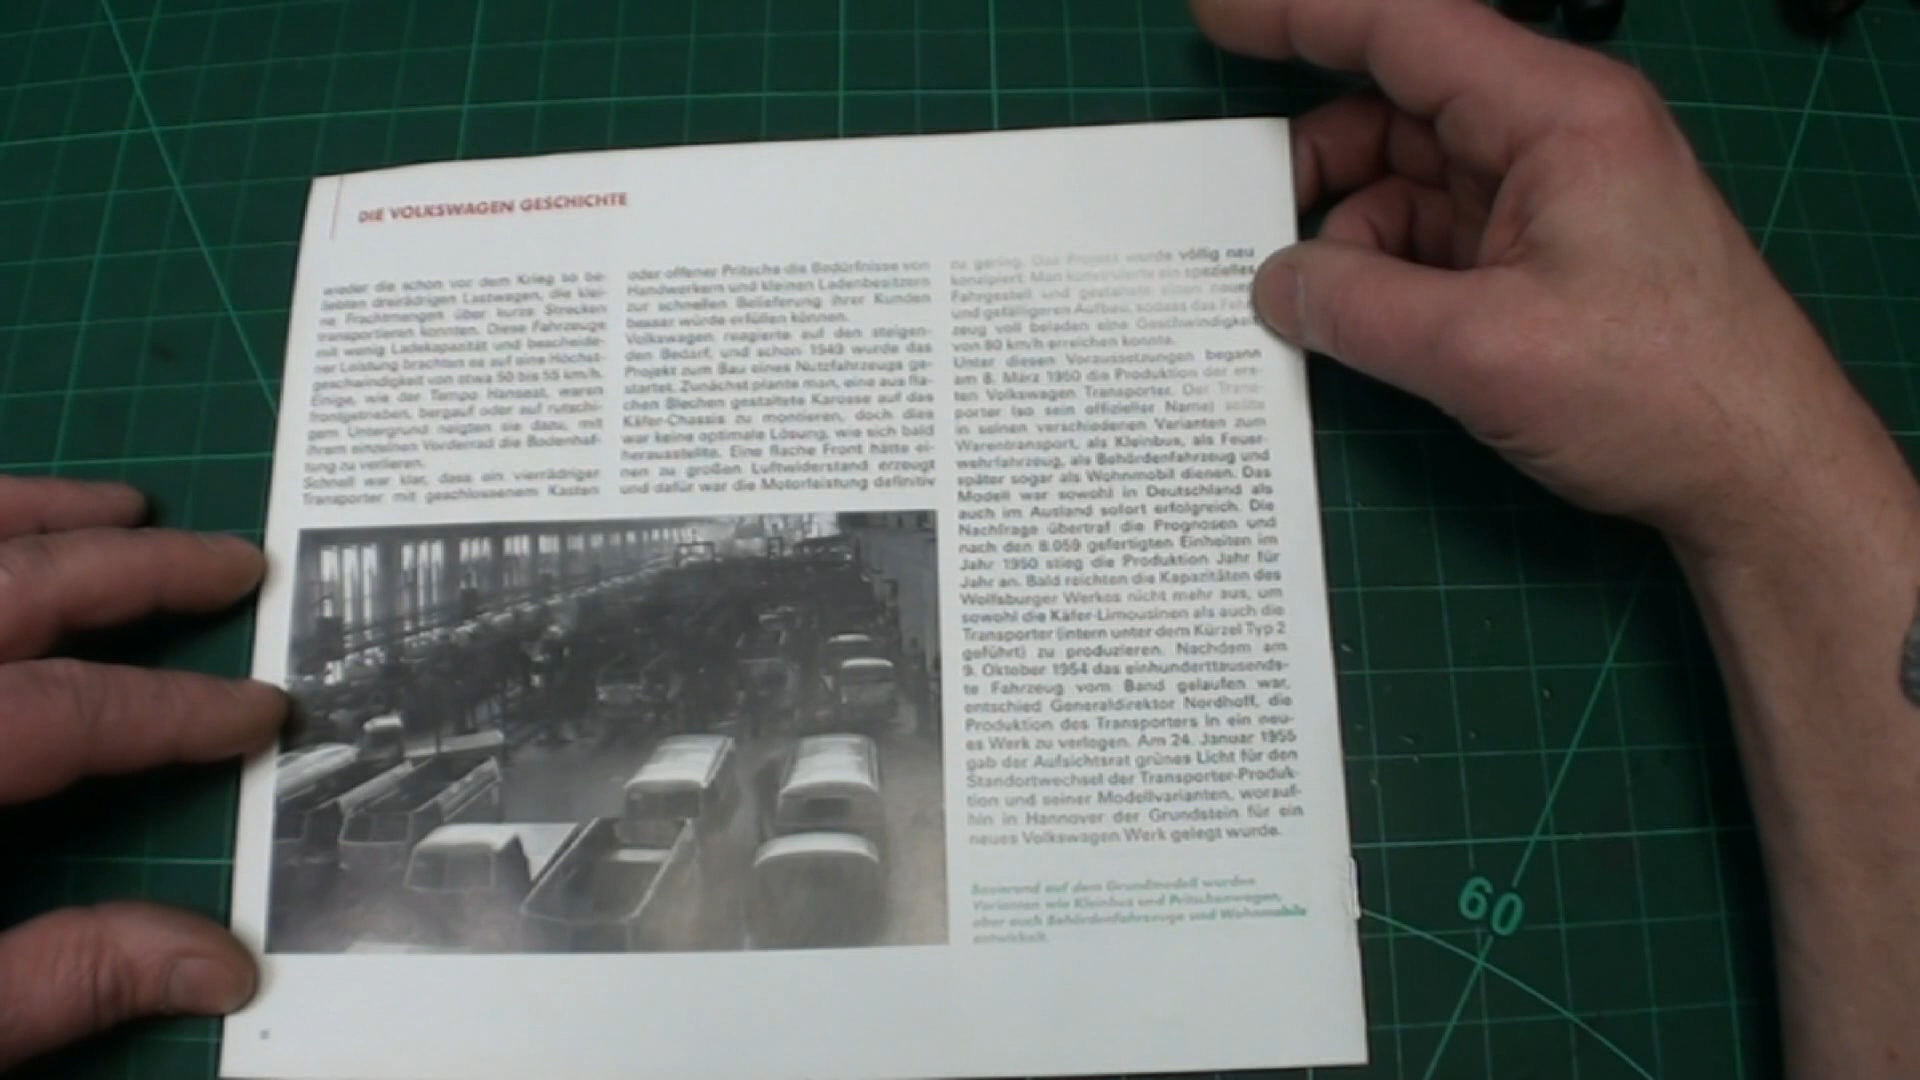 DIE VOLKSWAGEN GESCHICHTE
wieder die schon vor dem Krieg so be-
liebten dreirädrigen Lastwagen, die klei-
ne Frachtmengen über kurze Strecken
transportieren konnten. Diese Fahrzeuge
mit wenig Ladekapazität und bescheide-
ner Leistung brachten es auf eine Höchst-
geschwindigkeit von etwa 50 bis 55 km/h.
Einige, wie der Tempo Hanseat, waren
frontgetrieben, bergauf oder auf rutschi-
gem Untergrund neigten sie dazu, mit
ihrem einzelnen Vorderrad die Bodenhaf-
tung zu verlieren.
Schnell war klar, dass ein vierrädriger
Transporter mit geschlossenem Kasten
oder offener Pritsche die Bedürfnisse von
Handwerkern und kleinen Ladenbesitzern
zur schnellen Belieferung ihrer Kunden
besser würde erfüllen können.
Volkswagen reagierte auf den steigen-
den Bedarf, und schon 1949 wurde das
Projekt zum Bau eines Nutzfahrzeugs ge-
startet. Zunächst plante man, eine aus fla-
chen Blechen gestaltete Karosse auf das
Käfer-Chassis zu montieren, doch dies
war keine optimale Lösung, wie sich bald
herausstellte. Eine flache Front hätte ei-
nen zu großen Luftwiderstand erzeugt
und dafür war die Motorleistung definitiv
zu gering. Das Projekt wurde völlig neu
konzipiert. Man konstruierte ein spezielles
Fahrgestell und gestaltete einen neuen
und gefälligeren Aufbau, sodass das Fahr-
zeug voll beladen eine Geschwindigkeit
von 80 km/h erreichen konnte.
Unter diesen Voraussetzungen begann
am 8. März 1950 die Produktion der ers-
ten Volkswagen Transporter. Der Trans-
porter (so sein offizieller Name) sollte
in seinen verschiedenen Varianten zum
Warentransport, als Kleinbus, als Feuer-
wehrfahrzeug, als Behördenfahrzeug und
später sogar als Wohnmobil dienen. Das
Modell war sowohl in Deutschland als
auch im Ausland sofort erfolgreich. Die
Nachfrage übertraf die Prognosen und
nach den 8.059 gefertigten Einheiten im
Jahr 1950 stieg die Produktion Jahr für
Jahr an. Bald reichten die Kapazitäten des
Wolfsburger Werkes nicht mehr aus, um
sowohl die Käfer-Limousinen als auch die
Transporter (intern unter dem Kürzel Typ 2
geführt) zu produzieren. Nachdem am
9. Oktober 1954 das einhunderttausends-
te Fahrzeug vom Band gelaufen war,
entschied Generaldirektor Nordhoff, die
Produktion des Transporters in ein neu-
es Werk zu verlegen. Am 24. Januar 1955
gab der Aufsichtsrat grünes Licht für den
Standortwechsel der Transporter-Produk-
tion und seiner Modellvarianten, worauf-
hin in Hannover der Grundstein für ein
neues Volkswagen Werk gelegt wurde.
Basierend auf dem Grundmodell wurden
Varianten wie Kleinbus und Pritschenwagen,
aber auch Behördenfahrzeuge und Wohnmobile
entwickelt.
60